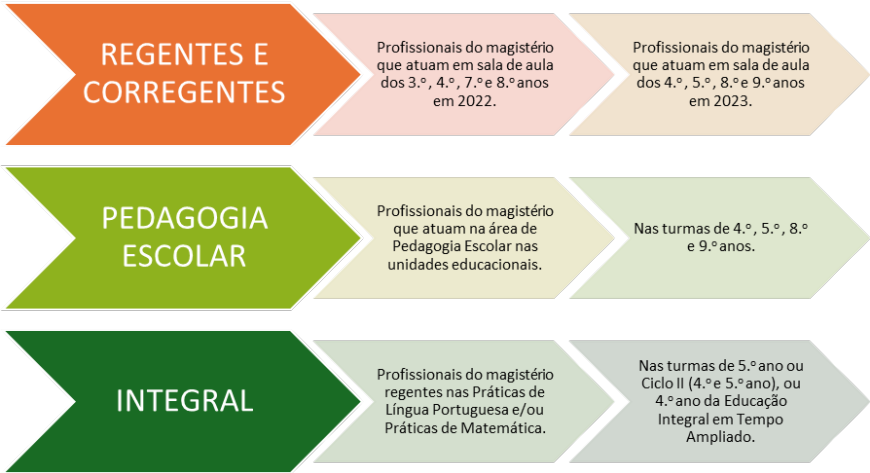 REGENTES E
CORREGENTES
Profissionais do magistério
que atuam em sala de aula
dos 3.º, 4.º, 7.º e 8.º anos
em 2022.
Profissionais do magistério
que atuam em sala de aula
dos 4.º, 5.º, 8.º e 9.º anos
em 2023.
PEDAGOGIA
ESCOLAR
Profissionais do magistério
que atuam na área de
Pedagogia Escolar nas
unidades educacionais.
Nas turmas de 4.º, 5.º, 8.º
e 9.º anos.
INTEGRAL
Profissionais do magistério
regentes nas Práticas de
Língua Portuguesa e/ou
Práticas de Matemática.
Nas turmas de 5.º ano ou
Ciclo II (4.º e 5.º ano), ou
4.º ano da Educação
Integral em Tempo
Ampliado.